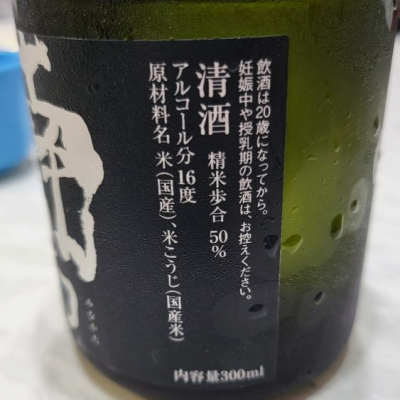 飲酒は20歳になってから。
妊娠中や授乳期の飲酒は、お控えください。
清酒 精米歩合 50%
アルコール分 16度
原材料名 米(国産)、米こうじ(国産米)
内容量300ml